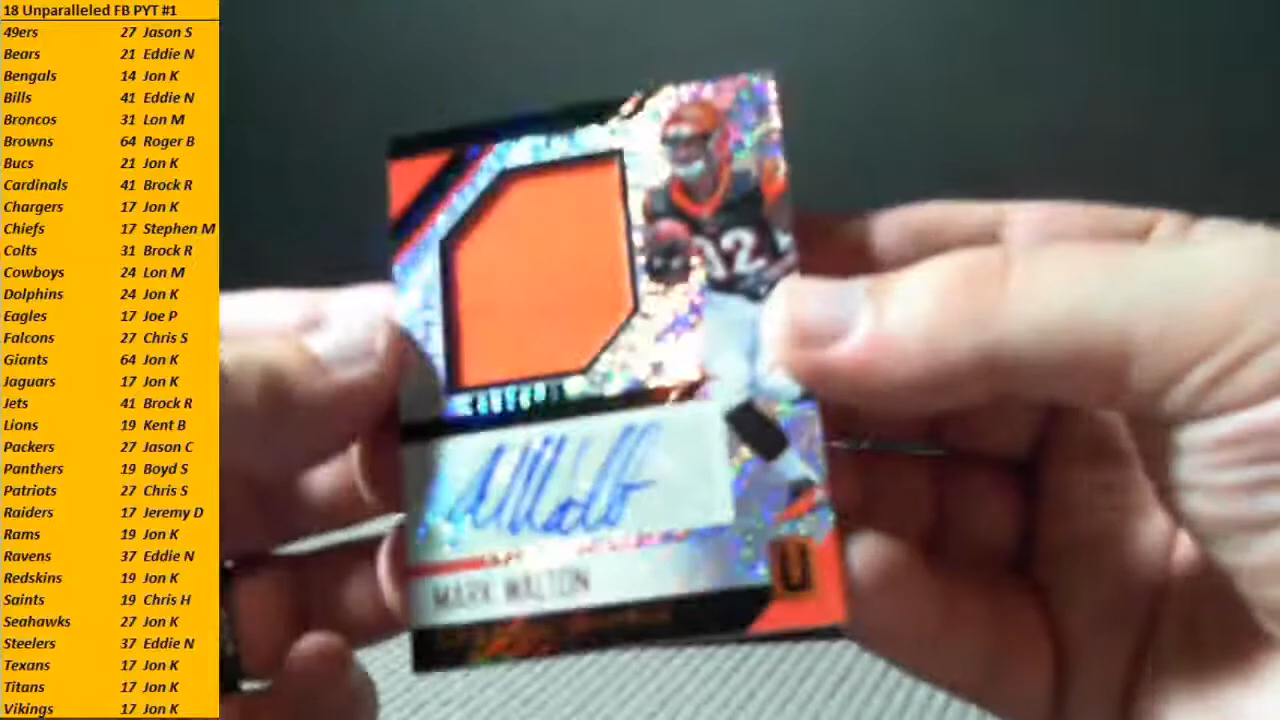 18 Unparalleled FB PYT #1
49ers 27 Jason S
Bears 21 Eddie N
Bengals 14 Jon K
Bills 41 Eddie N
Broncos 31 Lon M
Browns 64 Roger B
Bucs 21 Jon K
Cardinals 41 Brock R
Chargers 17 Jon K
Chiefs 17 Stephen M
Colts 31 Brock R
Cowboys 24 Lon M
Dolphins 24 Jon K
Eagles 17 Joe P
Falcons 27 Chris S
Giants 64 Jon K
Jaguars 17 Jon K
Jets 41 Brock R
Lions 19 Kent B
Packers 27 Jason C
Panthers 19 Boyd S
Patriots 27 Chris S
Raiders 17 Jeremy D
Rams 19 Jon K
Ravens 37 Eddie N
Redskins 19 Jon K
Saints 19 Chris H
Seahawks 27 Jon K
Steelers 37 Eddie N
Texans 17 Jon K
Titans 17 Jon K
Vikings 17 Jon K
32
MARK WALTON
U